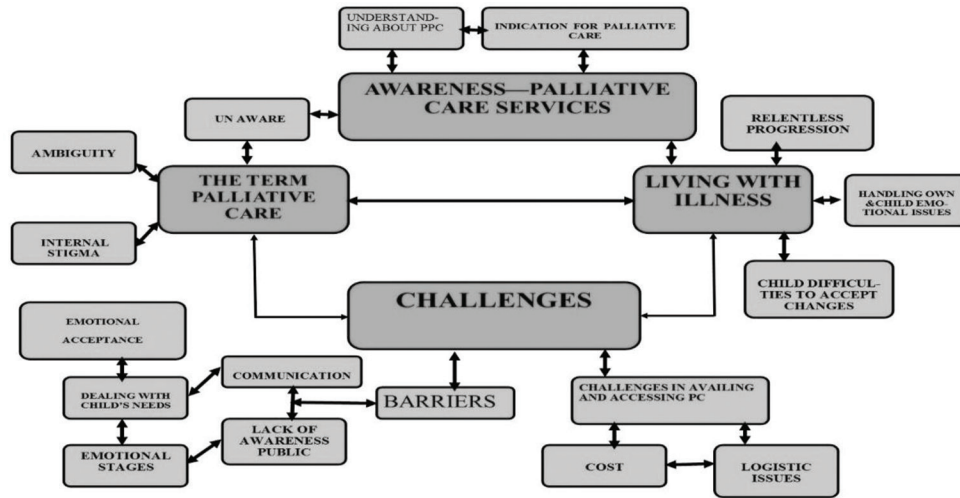 UNDERSTAND-
ING ABOUT PPC
INDICATION FOR PALLIATIVE
CARE
AWARENESS—PALLIATIVE
CARE SERVICES
UN AWARE
RELENTLESS
PROGRESSION
AMBIGUITY
THE TERM
PALLIATIVE
CARE
LIVING WITH
ILLNESS
HANDLING OWN
&CHILD EMO-
TIONAL ISSUES
INTERNAL
STIGMA
CHILD DIFFICUL-
TIES TO ACCEPT
CHANGES
CHALLENGES
EMOTIONAL
ACCEPTANCE
COMMUNICATION
DEALING WITH
CHILD'S NEEDS
BARRIERS
CHALLENGES IN AVAILING
AND ACCESSING PC
LACK OF
AWARENESS
PUBLIC
EMOTIONAL
STAGES
COST
LOGISTIC
ISSUES